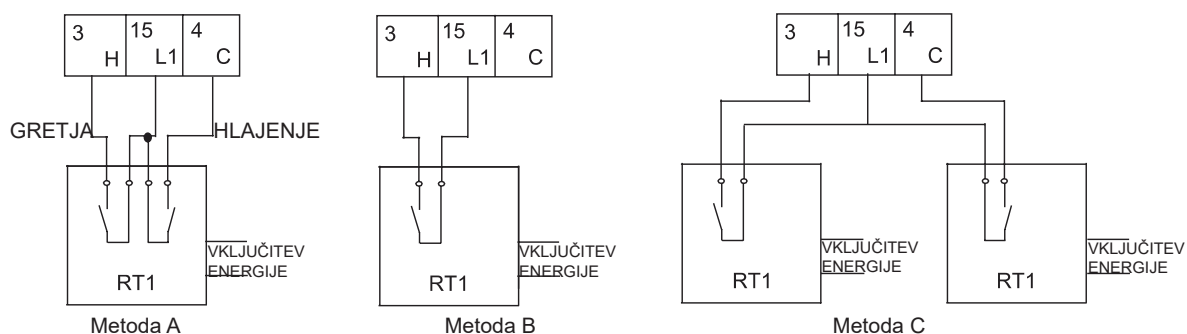 3 15 4
H L1 C
GRETJA HLAJENJE
VKLJUČITEV
ENERGIJE
RT1
Metoda A
3 15 4
H L1 C
VKLJUČITEV
ENERGIJE
RT1
Metoda B
3 15 4
H L1 C
VKLJUČITEV
ENERGIJE
RT1
VKLJUČITEV
ENERGIJE
RT1
Metoda C